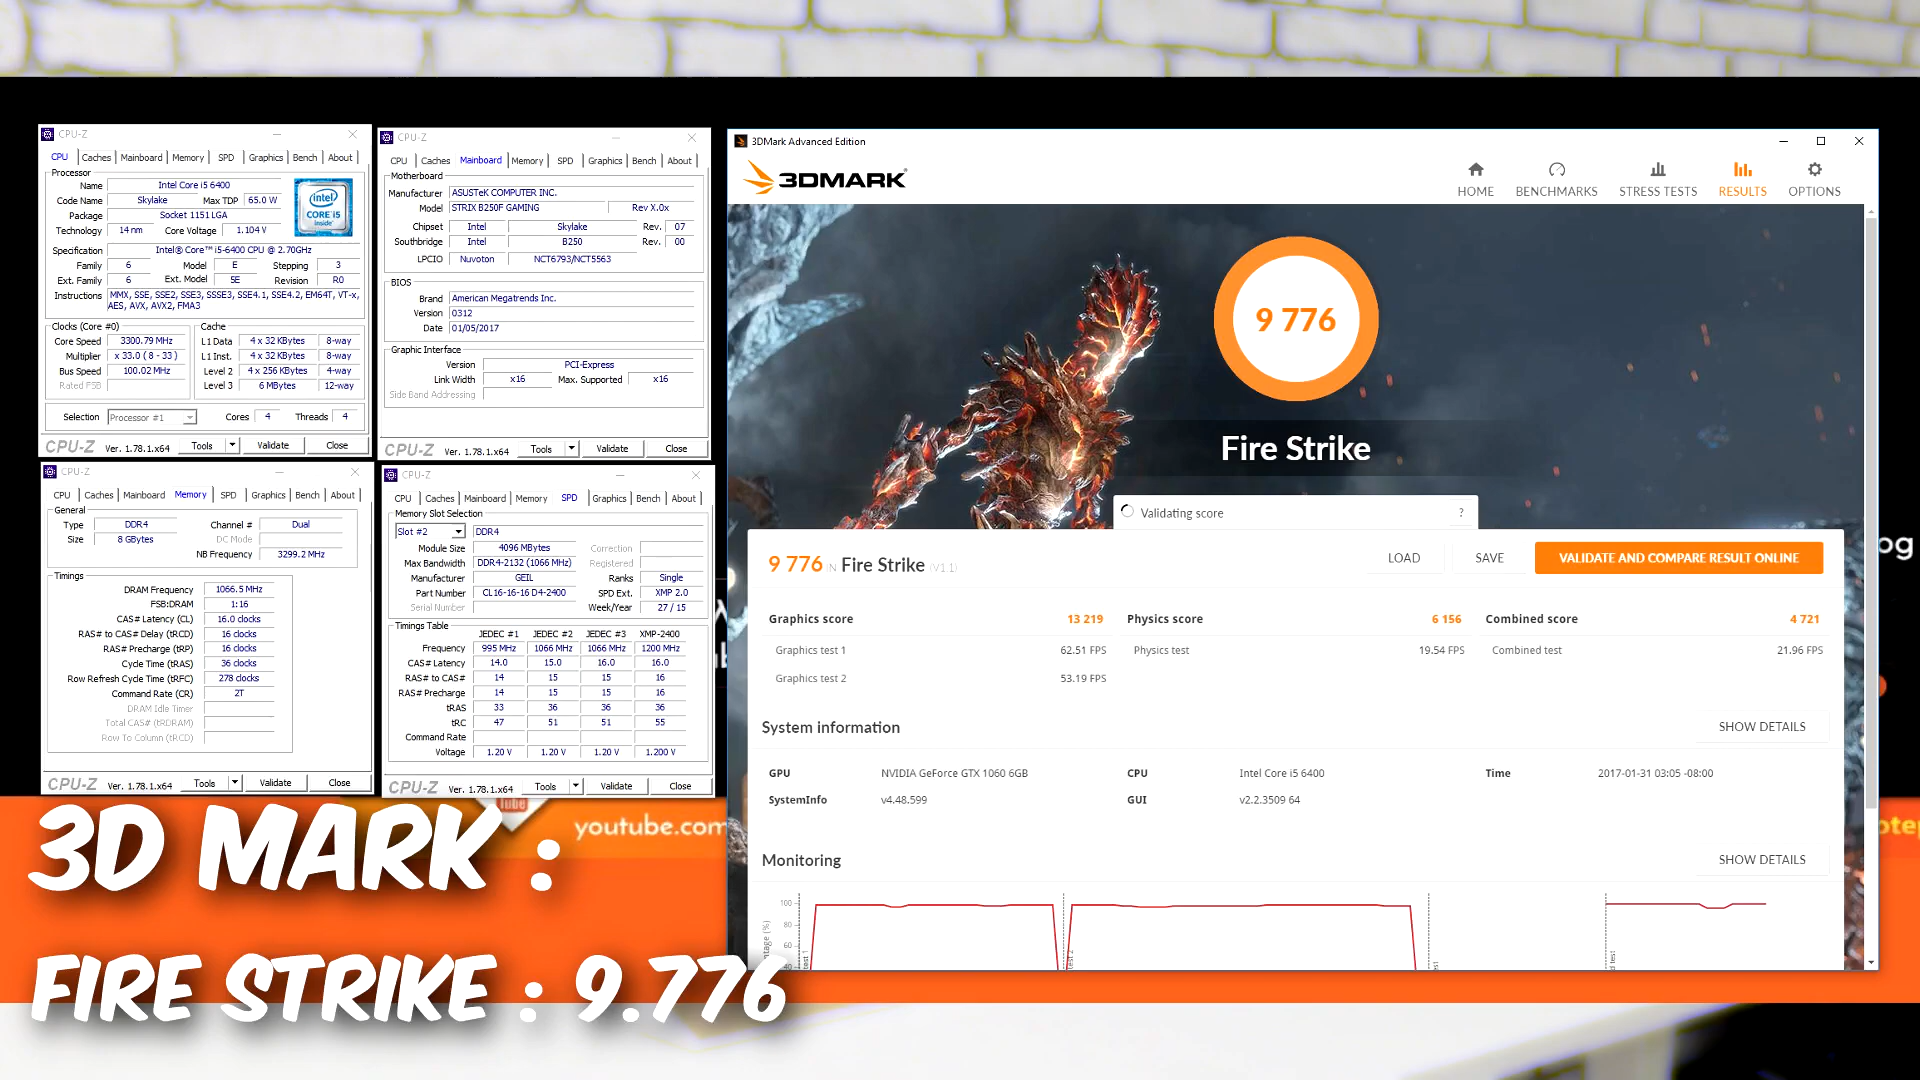 CPU-Z
CPU Caches Mainboard Memory SPD Graphics Bench About
Processor
Name Intel Core i5 6400
Code Name Skylake Max TDP 65.0 W
Package Socket 1151 LGA
Technology 14 nm Core Voltage 1.104 V
intel CORE i5 inside
Specification Intel® Core™ i5-6400 CPU @ 2.70GHz
Family 6 Model E Stepping 3
Ext. Family 6 Ext. Model 5E Revision R0
Instructions MMX, SSE, SSE2, SSE3, SSSE3, SSE4.1, SSE4.2, EM64T, VT-x,
AES, AVX, AVX2, FMA3
Clocks (Core #0) Cache
Core Speed 3300.79 MHz L1 Data 4 x 32 KBytes 8-way
Multiplier x 33.0 ( 8 - 33 ) L1 Inst. 4 x 32 KBytes 8-way
Bus Speed 100.02 MHz Level 2 4 x 256 KBytes 4-way
Rated FSB Level 3 6 MBytes 12-way
Selection Processor #1 Cores 4 Threads 4
CPU-Z Ver. 1.78.1.x64 Tools Validate Close
CPU-Z
CPU Caches Mainboard Memory SPD Graphics Bench About
Motherboard
Manufacturer ASUSTeK COMPUTER INC.
Model STRIX B250F GAMING Rev X.0x
Chipset Intel Skylake Rev. 07
Southbridge Intel B250 Rev. 00
LPCIO Nuvoton NCT6793/NCT5563
BIOS
Brand American Megatrends Inc.
Version 0312
Date 01/05/2017
Graphic Interface
Version PCI-Express
Link Width x16 Max. Supported x16
Side Band Addressing
CPU-Z Ver. 1.78.1.x64 Tools Validate Close
CPU-Z
CPU Caches Mainboard Memory SPD Graphics Bench About
General
Type DDR4 Channel # Dual
Size 8 GBytes DC Mode
NB Frequency 3299.2 MHz
Timings
DRAM Frequency 1066.5 MHz
FSB:DRAM 1:16
CAS# Latency (CL) 16.0 clocks
RAS# to CAS# Delay (tRCD) 16 clocks
RAS# Precharge (tRP) 16 clocks
Cycle Time (tRAS) 36 clocks
Row Refresh Cycle Time (tRFC) 278 clocks
Command Rate (CR) 2T
DRAM Idle Timer
Total CAS# (tRDRAM)
Row To Column (tRCD)
CPU-Z Ver. 1.78.1.x64 Tools Validate Close
CPU-Z
CPU Caches Mainboard Memory SPD Graphics Bench About
Memory Slot Selection
Slot #2 DDR4
Module Size 4096 MBytes Correction
Max Bandwidth DDR4-2132 (1066 MHz) Registered
Manufacturer GEIL Ranks Single
Part Number CL16-16-16 D4-2400 SPD Ext. XMP 2.0
Serial Number Week/Year 27 / 15
Timings Table
JEDEC #1 JEDEC #2 JEDEC #3 XMP-2400
Frequency 995 MHz 1066 MHz 1066 MHz 1200 MHz
CAS# Latency 14.0 15.0 16.0 16.0
RAS# to CAS# 14 15 15 16
RAS# Precharge 14 15 15 16
tRAS 33 36 36 36
tRC 47 51 51 55
Command Rate
Voltage 1.20 V 1.20 V 1.20 V 1.200 V
CPU-Z Ver. 1.78.1.x64 Tools Validate Close
3DMark Advanced Edition
3DMARK
HOME BENCHMARKS STRESS TESTS RESULTS OPTIONS
9 776
Fire Strike
Validating score ?
9 776 IN Fire Strike (V1.1) LOAD SAVE VALIDATE AND COMPARE RESULT ONLINE
Graphics score 13 219 Physics score 6 156 Combined score 4 721
Graphics test 1 62.51 FPS Physics test 19.54 FPS Combined test 21.96 FPS
Graphics test 2 53.19 FPS
System information SHOW DETAILS
GPU NVIDIA GeForce GTX 1060 6GB CPU Intel Core i5 6400 Time 2017-01-31 03:05 -08:00
SystemInfo v4.48.599 GUI v2.2.3509 64
Monitoring SHOW DETAILS
100
80
60
Tube
youtube.com
3D MARK :
FIRE STRIKE : 9.776